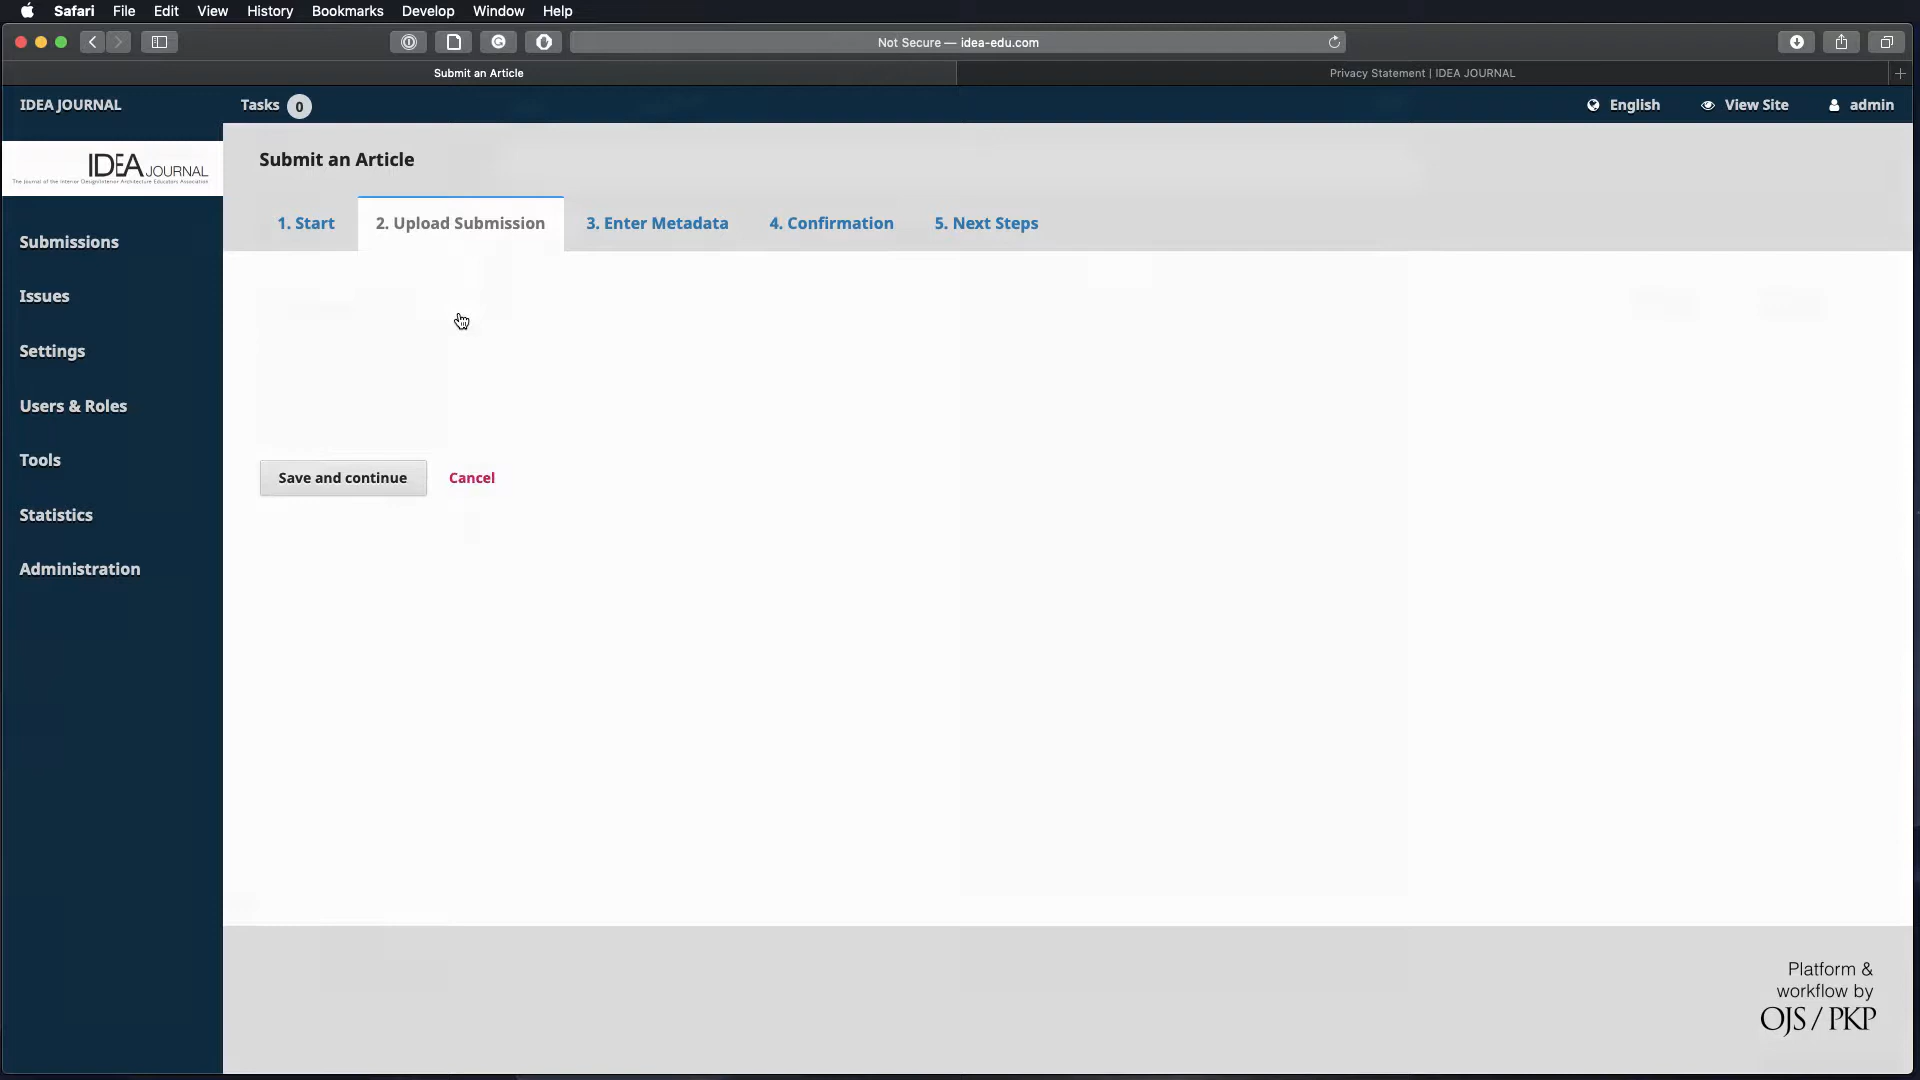 Safari File Edit View History Bookmarks Develop Window Help
Not Secure — idea-edu.com
Submit an Article
Privacy Statement | IDEA JOURNAL
IDEA JOURNAL
Tasks 0
English
View Site
admin
IDEA JOURNAL
The Journal of the Interior Design/Interior Architecture Educators Association
Submissions
Issues
Settings
Users & Roles
Tools
Statistics
Administration
Submit an Article
1. Start
2. Upload Submission
3. Enter Metadata
4. Confirmation
5. Next Steps
Save and continue
Cancel
Platform &
workflow by
OJS / PKP